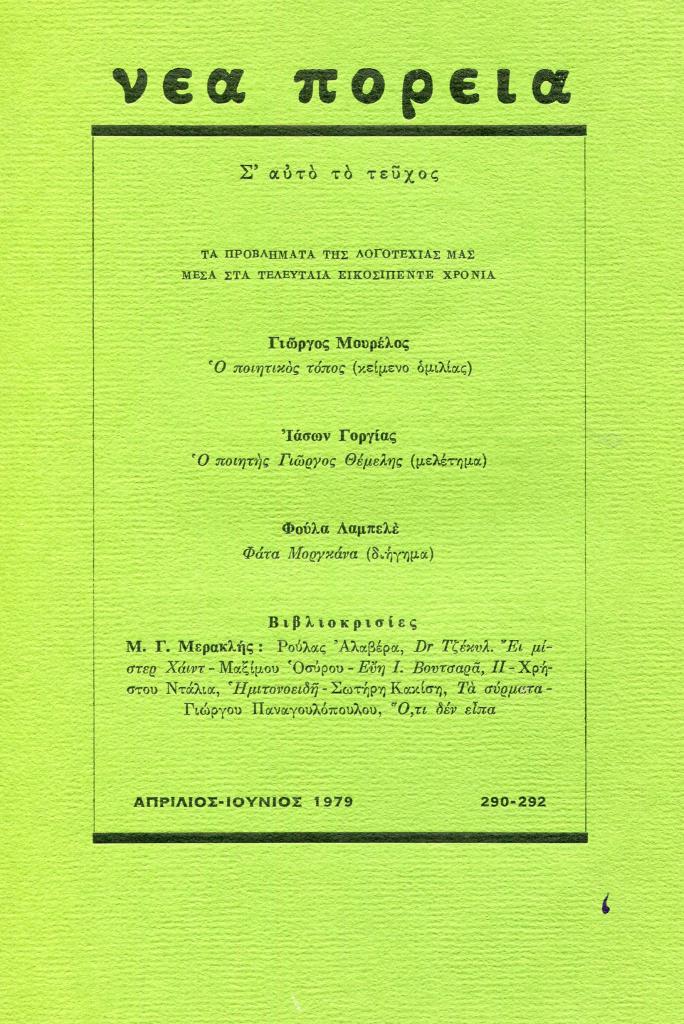 νεα πορεια
Σ' αὐτὸ τὸ τεῦχος
ΤΑ ΠΡΟΒΛΗΜΑΤΑ ΤΗΣ ΛΟΓΟΤΕΧΙΑΣ ΜΑΣ
ΜΕΣΑ ΣΤΑ ΤΕΛΕΥΤΑΙΑ ΕΙΚΟΣΙΠΕΝΤΕ ΧΡΟΝΙΑ
Γιῶργος Μουρέλος
Ὁ ποιητικὸς τόπος (κείμενο ὁμιλίας)
Ἰάσων Γοργίας
Ὁ ποιητὴς Γιῶργος Θέμελης (μελέτημα)
Φούλα Λαμπελὲ
Φάτα Μοργκάνα (διήγημα)
Βιβλιοκρισίες
Μ. Γ. Μερακλής: Ρούλας Ἀλαβέρα, Dr Τζέκυλ. Ἔι μί-
στερ Χάιντ - Μαξίμου Ὀσύρου - Εὔη Ι. Βουτσαρᾶ, ΙΙ - Χρή-
στου Ντάλια, Ἡμιτονοειδῆ - Σωτήρη Κακίση, Τὰ σύρματα -
Γιώργου Παναγουλόπουλου, Ὅ,τι δέν εἶπα
ΑΠΡΙΛΙΟΣ-ΙΟΥΝΙΟΣ 1979 290-292